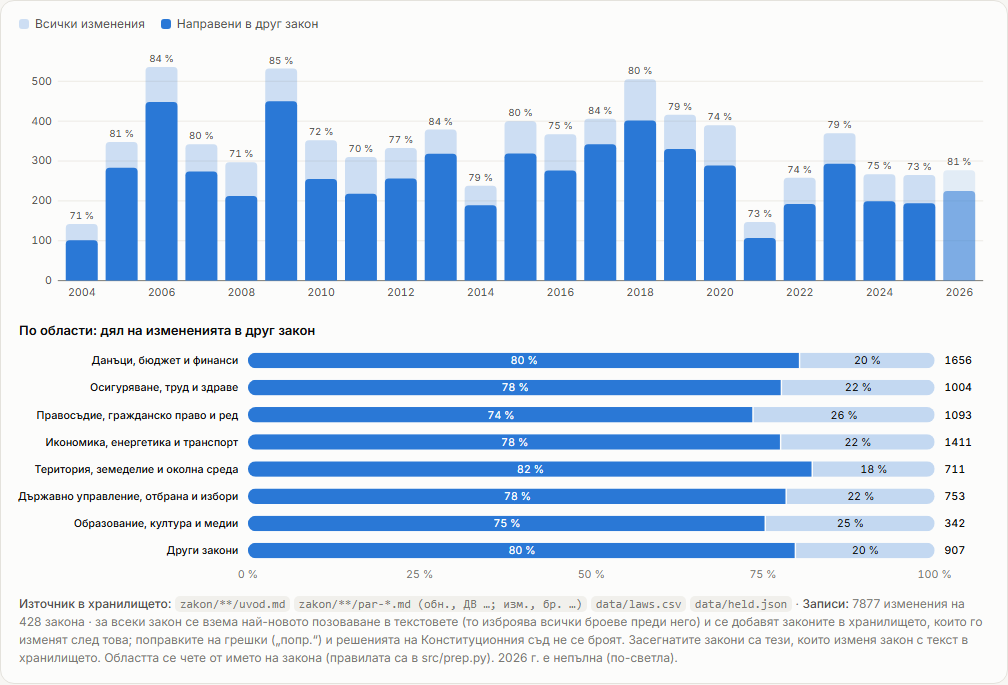 Всички изменения Направени в друг закон
84 %
85 %
80 %
81 %
80 %
84 %
80 %
84 %
79 %
79 %
71 %
80 %
71 %
72 %
70 %
77 %
79 %
75 %
74 %
73 %
74 %
75 %
73 %
81 %
500
400
300
200
100
0
2004 2006 2008 2010 2012 2014 2016 2018 2020 2022 2024 2026
По области: дял на измененията в друг закон
Данъци, бюджет и финанси 80 % 20 % 1656
Осигуряване, труд и здраве 78 % 22 % 1004
Правосъдие, гражданско право и ред 74 % 26 % 1093
Икономика, енергетика и транспорт 78 % 22 % 1411
Територия, земеделие и околна среда 82 % 18 % 711
Държавно управление, отбрана и избори 78 % 22 % 753
Образование, култура и медии 75 % 25 % 342
Други закони 80 % 20 % 907
0 % 25 % 50 % 75 % 100 %
Източник в хранилището: zakon/**/uvod.md zakon/**/par-*.md (обн., ДВ …; изм., бр. …) data/laws.csv data/held.json · Записи: 7877 изменения на
428 закона · за всеки закон се взема най-новото позоваване в текстовете (то изброява всички броеве преди него) и се добавят законите в хранилището, които го
изменят след това; поправките на грешки („попр.“) и решенията на Конституционния съд не се броят. Засегнатите закони са тези, които изменя закон с текст в
хранилището. Областта се чете от името на закона (правилата са в src/prep.py). 2026 г. е непълна (по-светла).